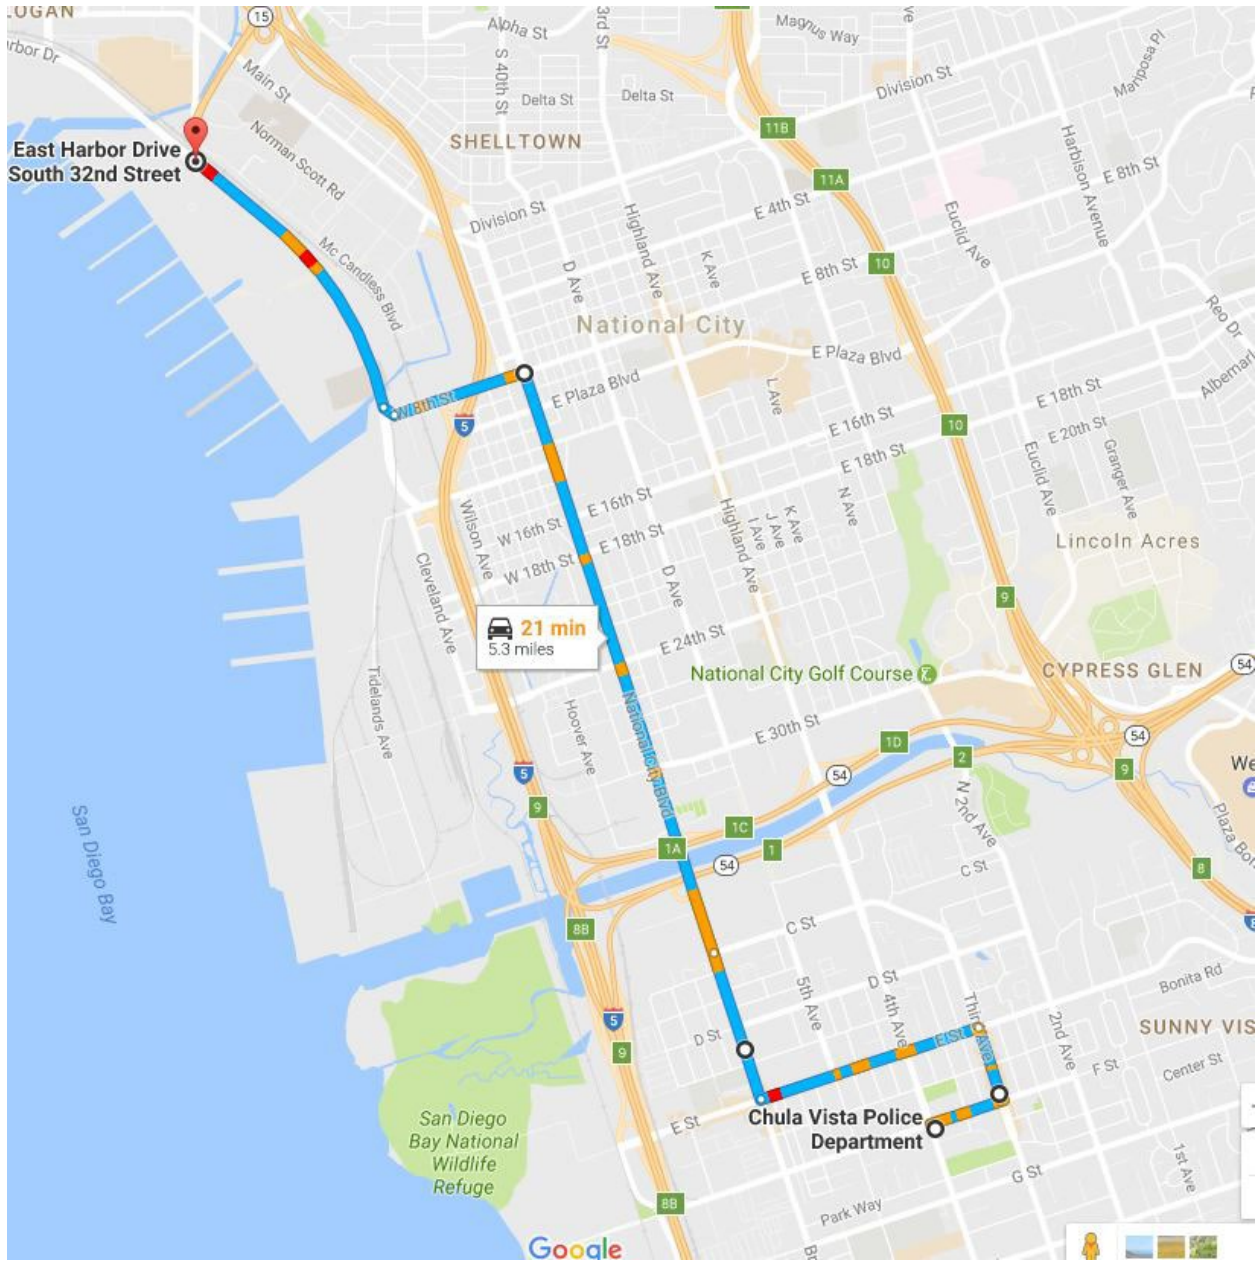 LOGAN
15
Alpha St
3rd St
Magnus Way
Mariposa Pl
Harbor Dr
Main St
S 40th St
Delta St
Delta St
Division St
11B
SHELLTOWN
East Harbor Drive
South 32nd Street
Norman Scott Rd
11A
Harbison Avenue
E 8th St
E 4th St
Division St
Highland Ave
Euclid Ave
Mc Candless Blvd
D Ave
K Ave
E 8th St
10
National City
Reo Dr
E Plaza Blvd
E Plaza Blvd
L Ave
W 8th St
5
E 18th St
E 16th St
10
E 20th St
E 18th St
Euclid Ave
Granger Ave
Wilson Ave
E 16th St
W 16th St
E 18th St
W 18th St
Highland Ave
I Ave
J Ave
K Ave
N Ave
Lincoln Acres
Cleveland Ave
D Ave
9
21 min
5.3 miles
E 24th St
National City Golf Course
CYPRESS GLEN
54
Tidelands Ave
Hoover Ave
National City Blvd
E 30th St
1D
54
2
54
9
5
9
N 2nd Ave
San Diego Bay
1C
1A
1
54
C St
8
8B
C St
5th Ave
D St
4th Ave
Third Ave
2nd Ave
Bonita Rd
5
D St
E St
SUNNY VIS
9
F St
Center St
E St
Chula Vista Police
Department
San Diego
Bay National
Wildlife
Refuge
G St
1st Ave
8B
Park Way
Google